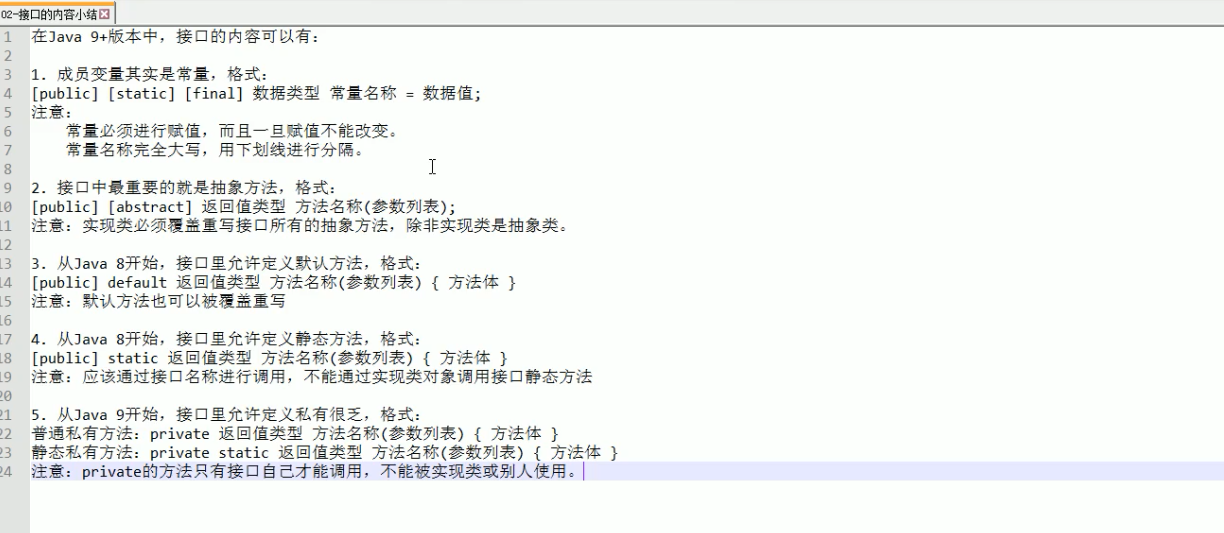 02-接口的内容小结
1 在Java 9+版本中，接口的内容可以有：
2
3 1. 成员变量其实是常量，格式：
4 [public] [static] [final] 数据类型 常量名称 = 数据值;
5 注意：
6 常量必须进行赋值，而且一旦赋值不能改变。
7 常量名称完全大写，用下划线进行分隔。
8
9 2. 接口中最重要的就是抽象方法，格式：
10 [public] [abstract] 返回值类型 方法名称(参数列表);
11 注意：实现类必须覆盖重写接口所有的抽象方法，除非实现类是抽象类。
12
13 3. 从Java 8开始，接口里允许定义默认方法，格式：
14 [public] default 返回值类型 方法名称(参数列表) { 方法体 }
15 注意：默认方法也可以被覆盖重写
16
17 4. 从Java 8开始，接口里允许定义静态方法，格式：
18 [public] static 返回值类型 方法名称(参数列表) { 方法体 }
19 注意：应该通过接口名称进行调用，不能通过实现类对象调用接口静态方法
20
21 5. 从Java 9开始，接口里允许定义私有很乏，格式：
22 普通私有方法：private 返回值类型 方法名称(参数列表) { 方法体 }
23 静态私有方法：private static 返回值类型 方法名称(参数列表) { 方法体 }
24 注意：private的方法只有接口自己才能调用，不能被实现类或别人使用。